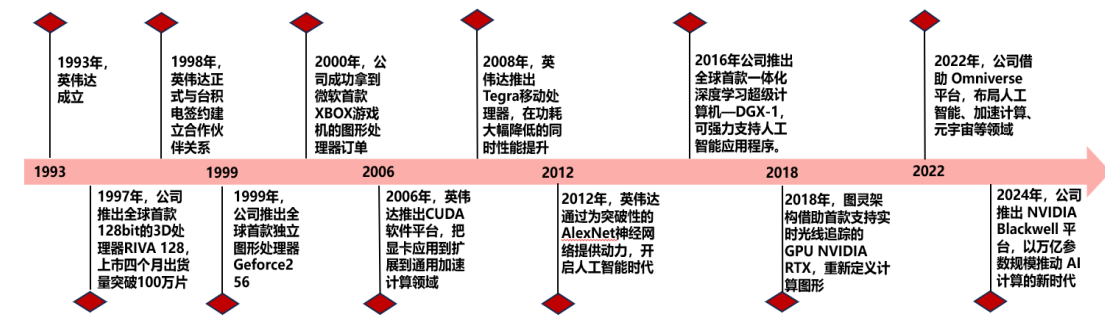 1993年，
英伟达
成立
1998年，
英伟达正
式与台积
电签约建
立合作伙
伴关系
2000年，公
司成功拿到
微软首款
XBOX游戏
机的图形处
理器订单
2008年，英
伟达推出
Tegra移动处
理器，在功耗
大幅降低的同
时性能提升
2016年公司推出
全球首款一体化
深度学习超级计
算机—DGX-1，
可强力支持人工
智能应用程序。
2022年，公司借
助 Omniverse
平台，布局人工
智能、加速计算、
元宇宙等领域
1993
1999
2006
2012
2018
2022
1997年，公司
推出全球首款
128bit的3D处
理器RIVA 128，
上市四个月出货
量突破100万片
1999年，
公司推出全
球首款独立
图形处理器
Geforce2
56
2006年，英伟
达推出CUDA
软件平台，把
显卡应用到扩
展到通用加速
计算领域
2012年，英伟达
通过为突破性的
AlexNet神经网
络提供动力，开
启人工智能时代
2018年，图灵架
构借助首款支持实
时光线追踪的
GPU NVIDIA
RTX，重新定义计
算图形
2024年，公司
推出 NVIDIA
Blackwell 平
台，以万亿参
数规模推动 AI
计算的新时代